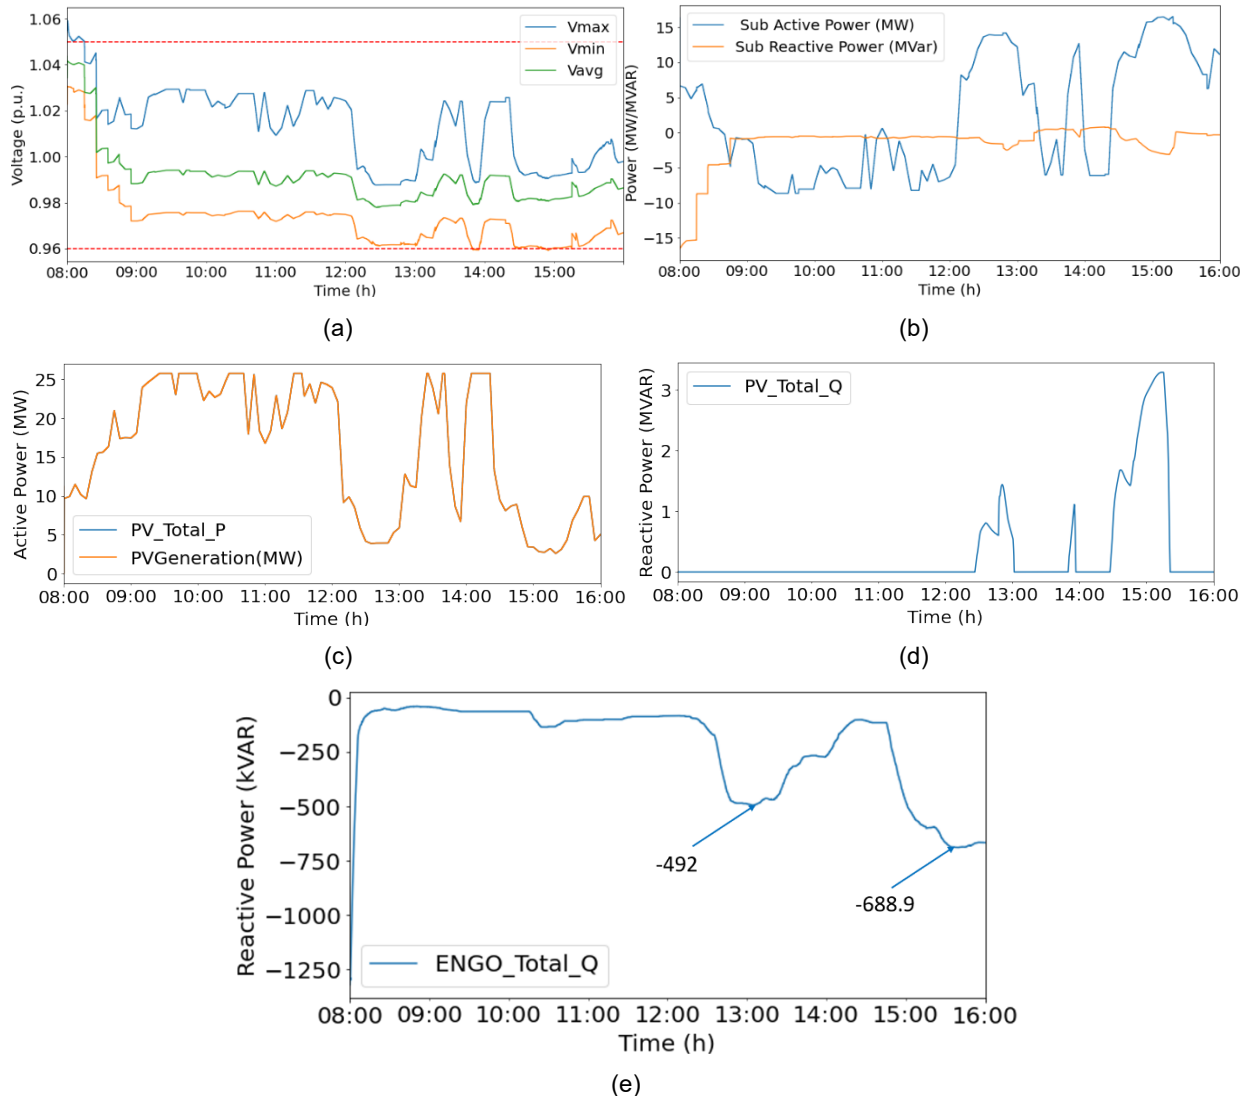 1.06
1.04
1.02
1.00
0.98
0.96
Voltage (p.u.)
Vmax
Vmin
Vavg
08:00 09:00 10:00 11:00 12:00 13:00 14:00 15:00
Time (h)
(a)
15
10
5
0
−5
−10
−15
Power (MW/MVAR)
Sub Active Power (MW)
Sub Reactive Power (MVar)
08:00 09:00 10:00 11:00 12:00 13:00 14:00 15:00 16:00
Time (h)
(b)
25
20
15
10
5
0
Active Power (MW)
PV_Total_P
PVGeneration(MW)
08:00 09:00 10:00 11:00 12:00 13:00 14:00 15:00 16:00
Time (h)
(c)
3
2
1
0
Reactive Power (MVAR)
PV_Total_Q
08:00 09:00 10:00 11:00 12:00 13:00 14:00 15:00 16:00
Time (h)
(d)
0
−250
−500
−750
−1000
−1250
Reactive Power (kVAR)
-492
-688.9
ENGO_Total_Q
08:00 09:00 10:00 11:00 12:00 13:00 14:00 15:00 16:00
Time (h)
(e)